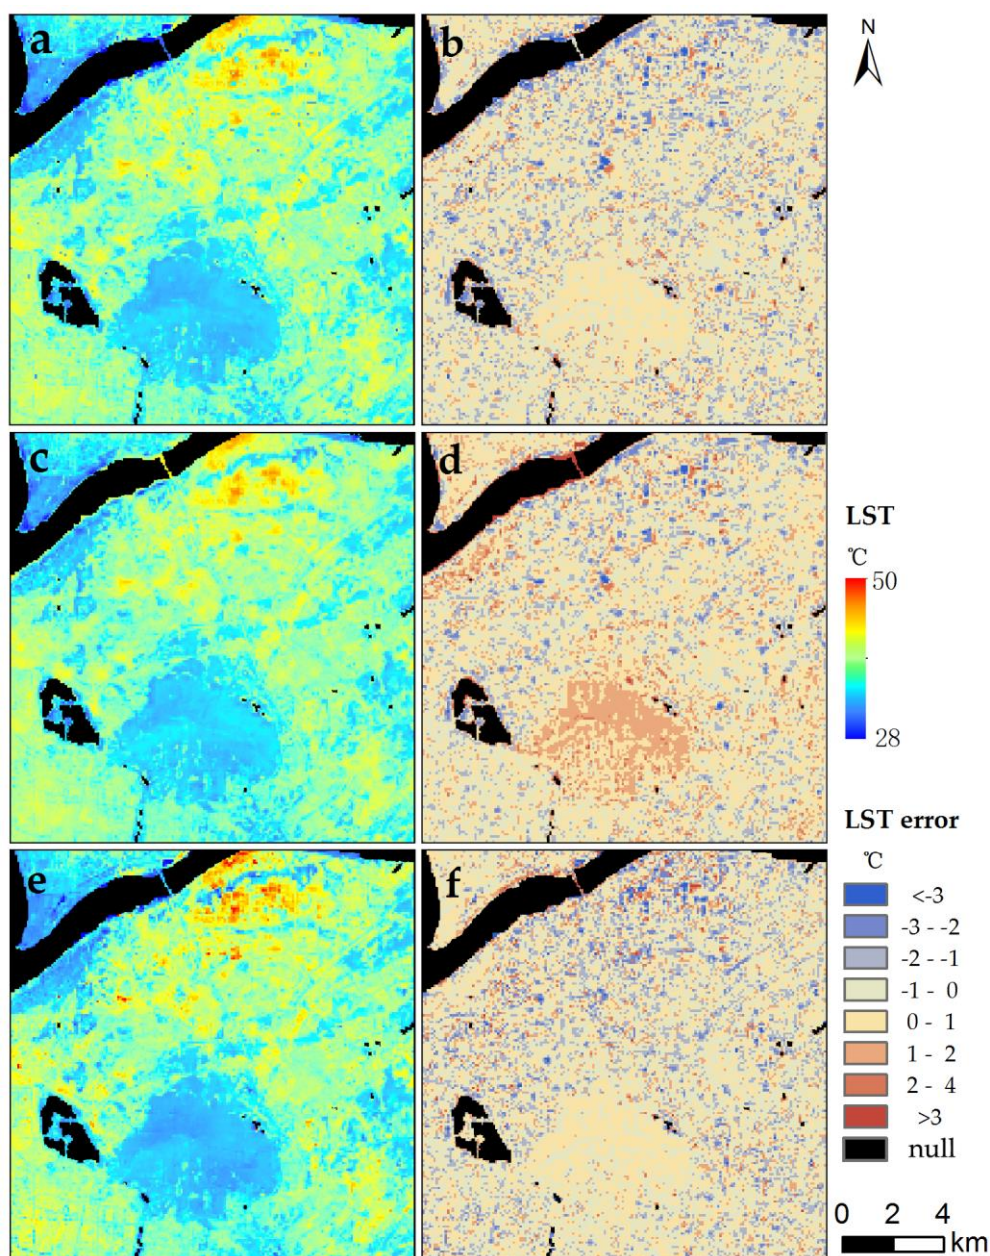 a
b
N
c
d
LST
℃
50
28
e
f
LST error
℃
<-3
-3 - -2
-2 - -1
-1 - 0
0 - 1
1 - 2
2 - 4
>3
null
0 2 4
km